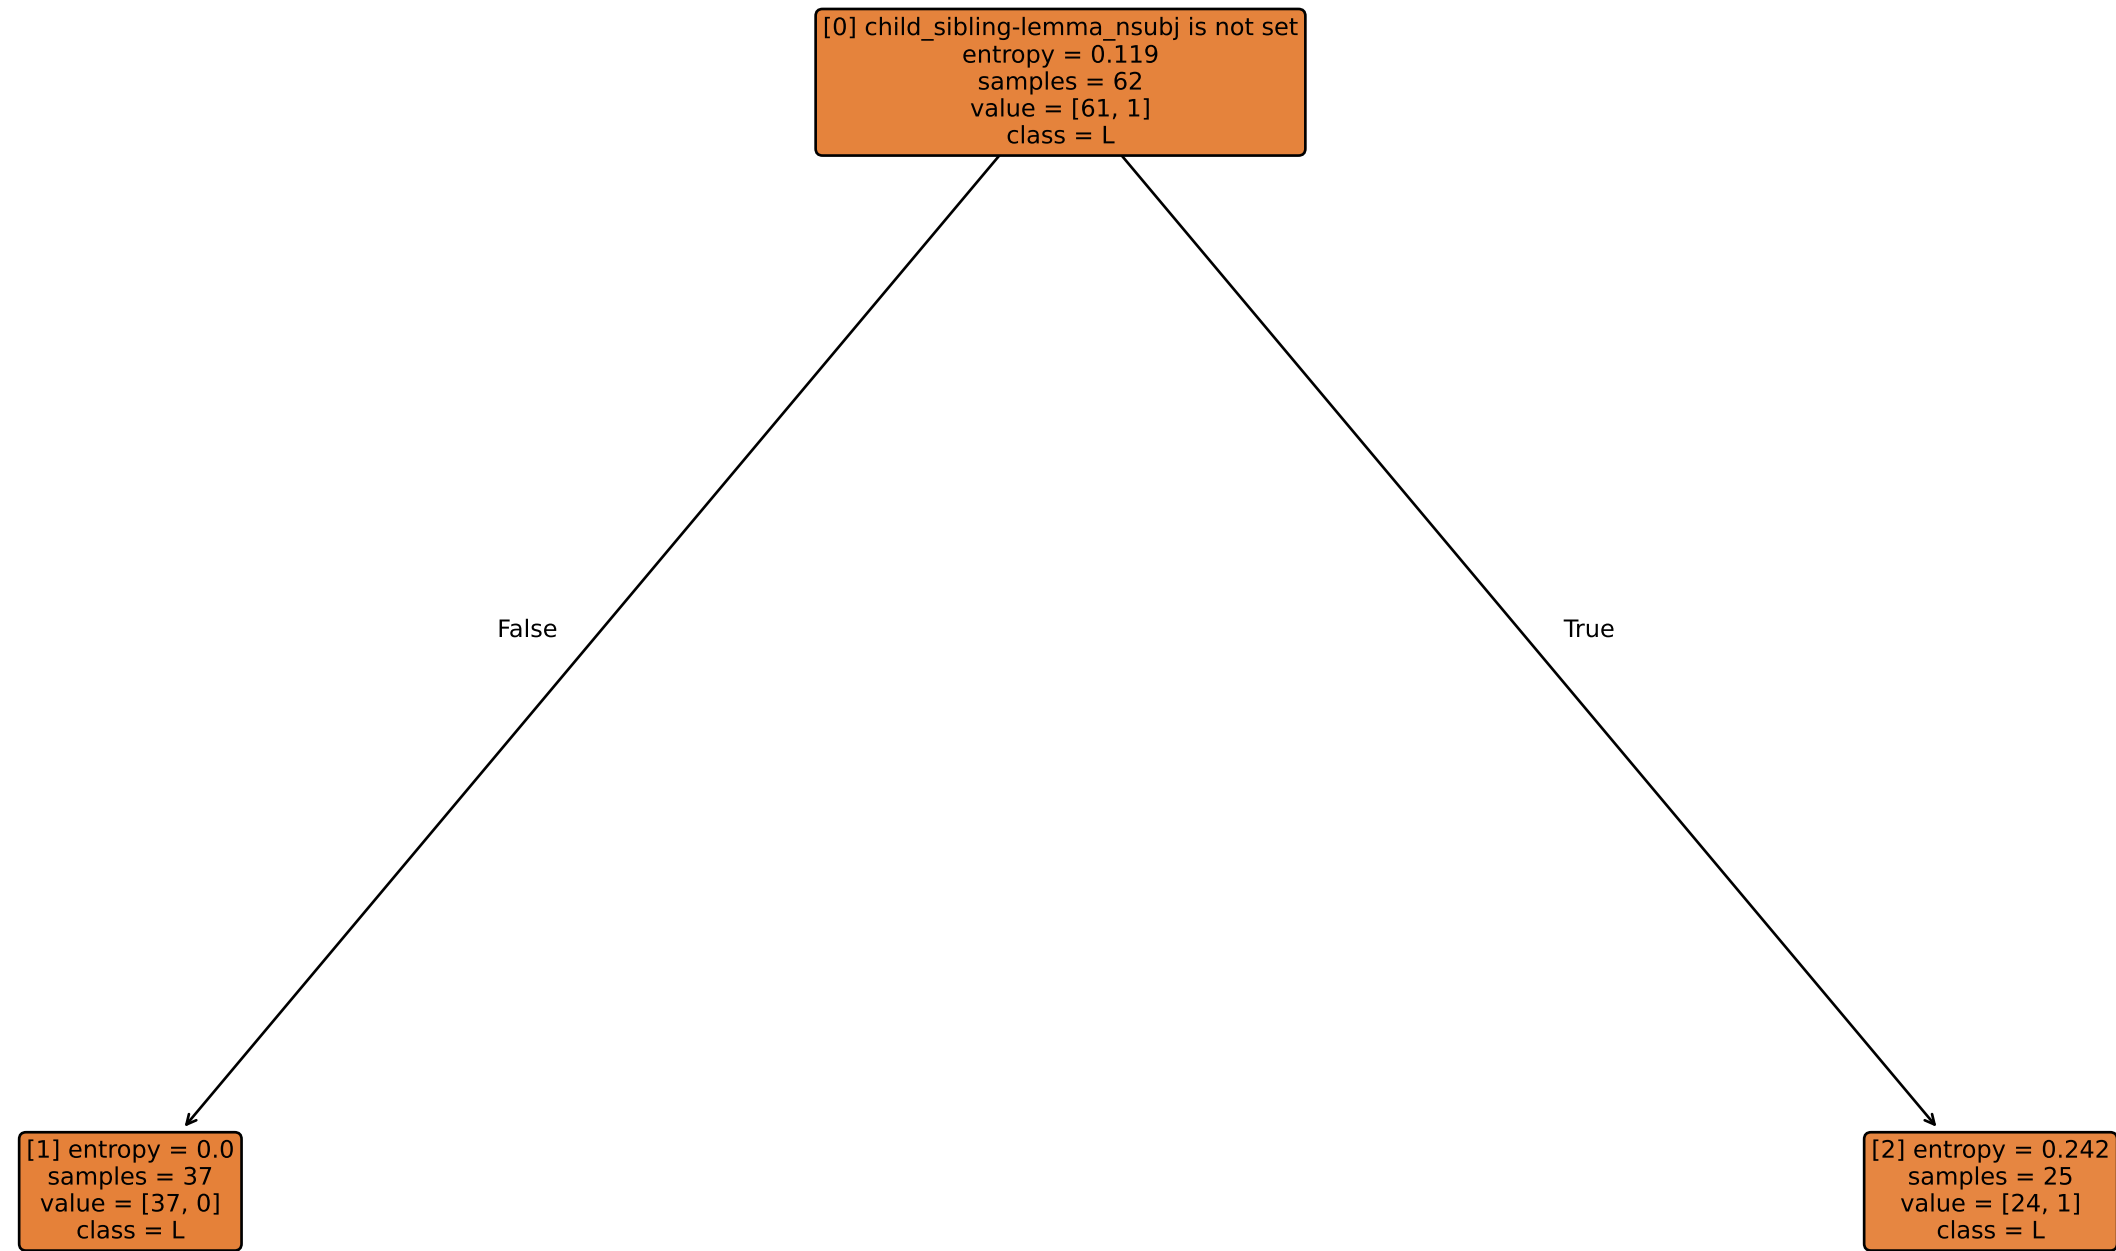 [0] child_sibling-lemma_nsubj is not set
entropy = 0.119
samples = 62
value = [61, 1]
class = L
False
True
[1] entropy = 0.0
samples = 37
value = [37, 0]
class = L
[2] entropy = 0.242
samples = 25
value = [24, 1]
class = L